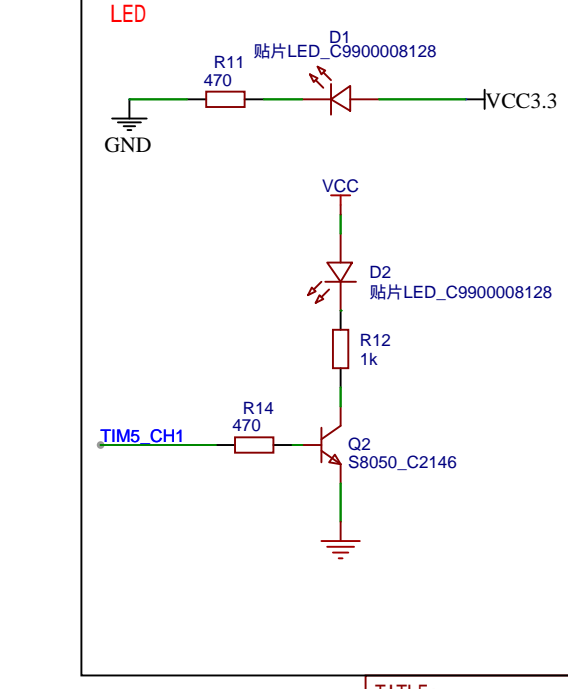 LED
D1
贴片LED_C9900008128
R11
470
VCC3.3
GND
VCC
D2
贴片LED_C9900008128
R12
1k
R14
470
TIM5_CH1
Q2
S8050_C2146
TITLE